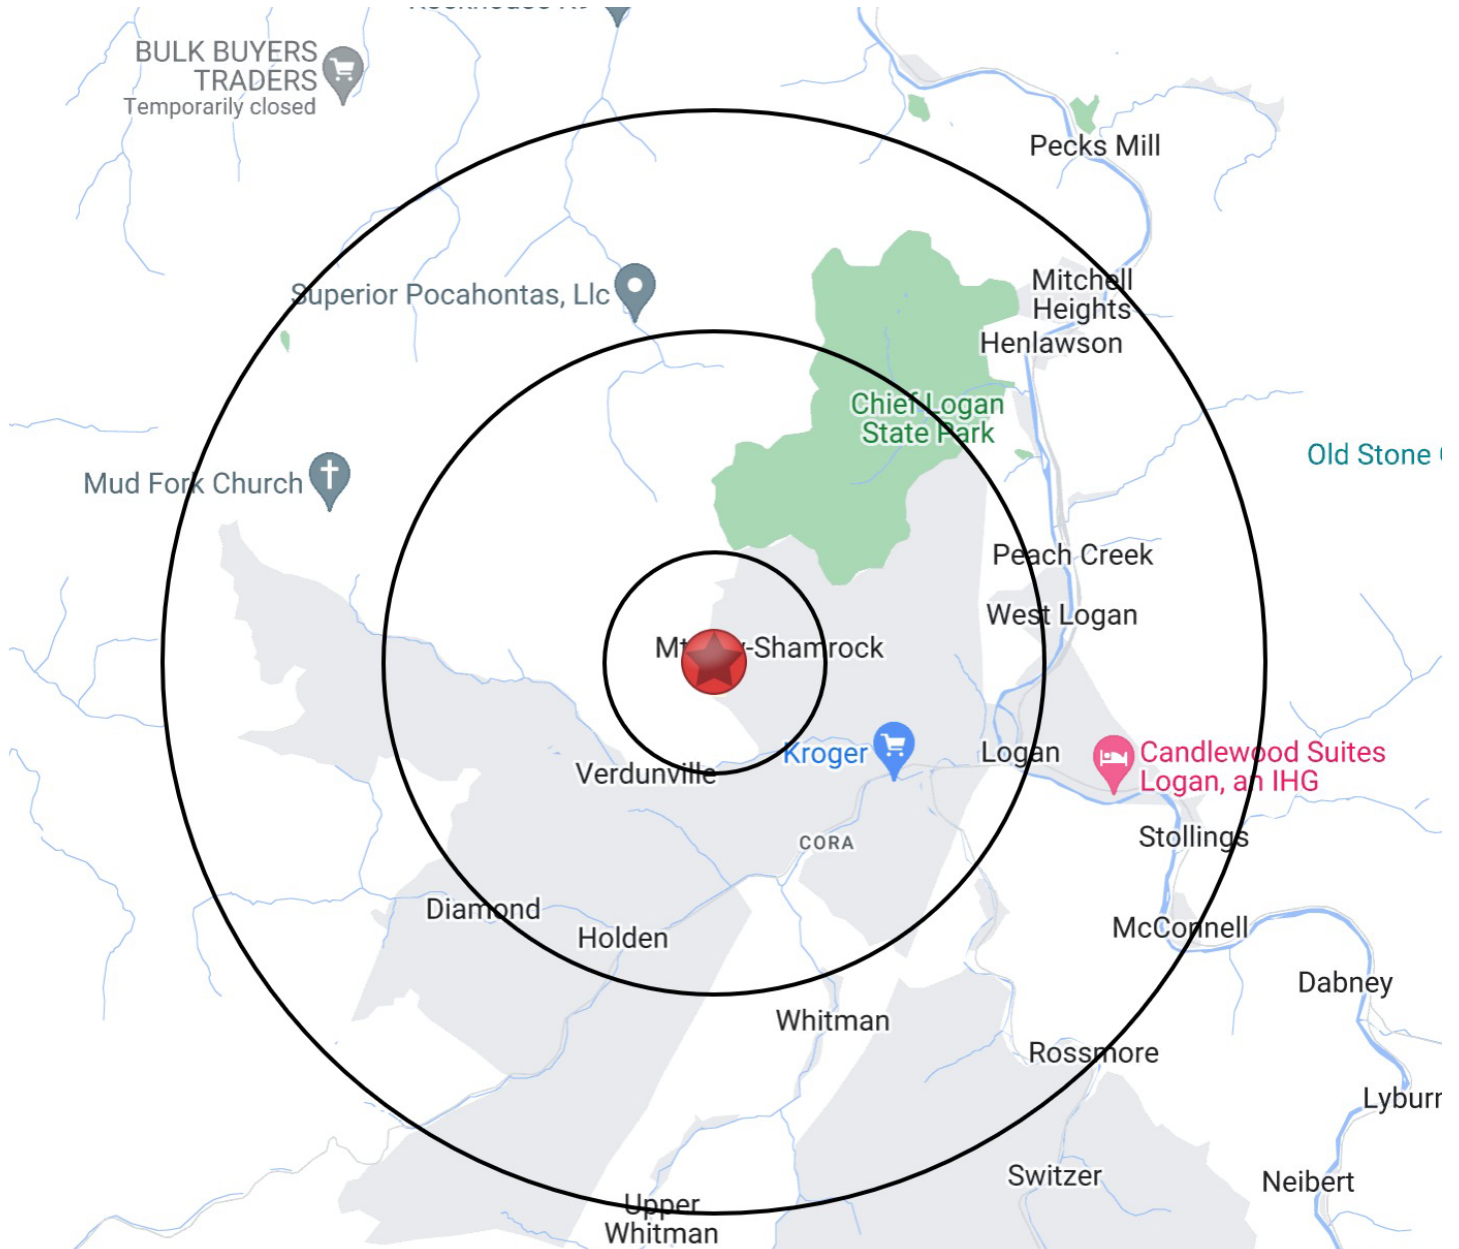 BULK BUYERS
TRADERS
Temporarily closed
Pecks Mill
Superior Pocahontas, Llc
Mitchell
Heights
Henlawson
Chief Logan
State Park
Old Stone
Mud Fork Church
Peach Creek
West Logan
-Shamrock
Kroger
Logan
Candlewood Suites
Logan, an IHG
Verdunville
Stollings
CORA
Diamond
Holden
McConnell
Dabney
Whitman
Rossmore
Switzer
Neibert
Upper
Whitman